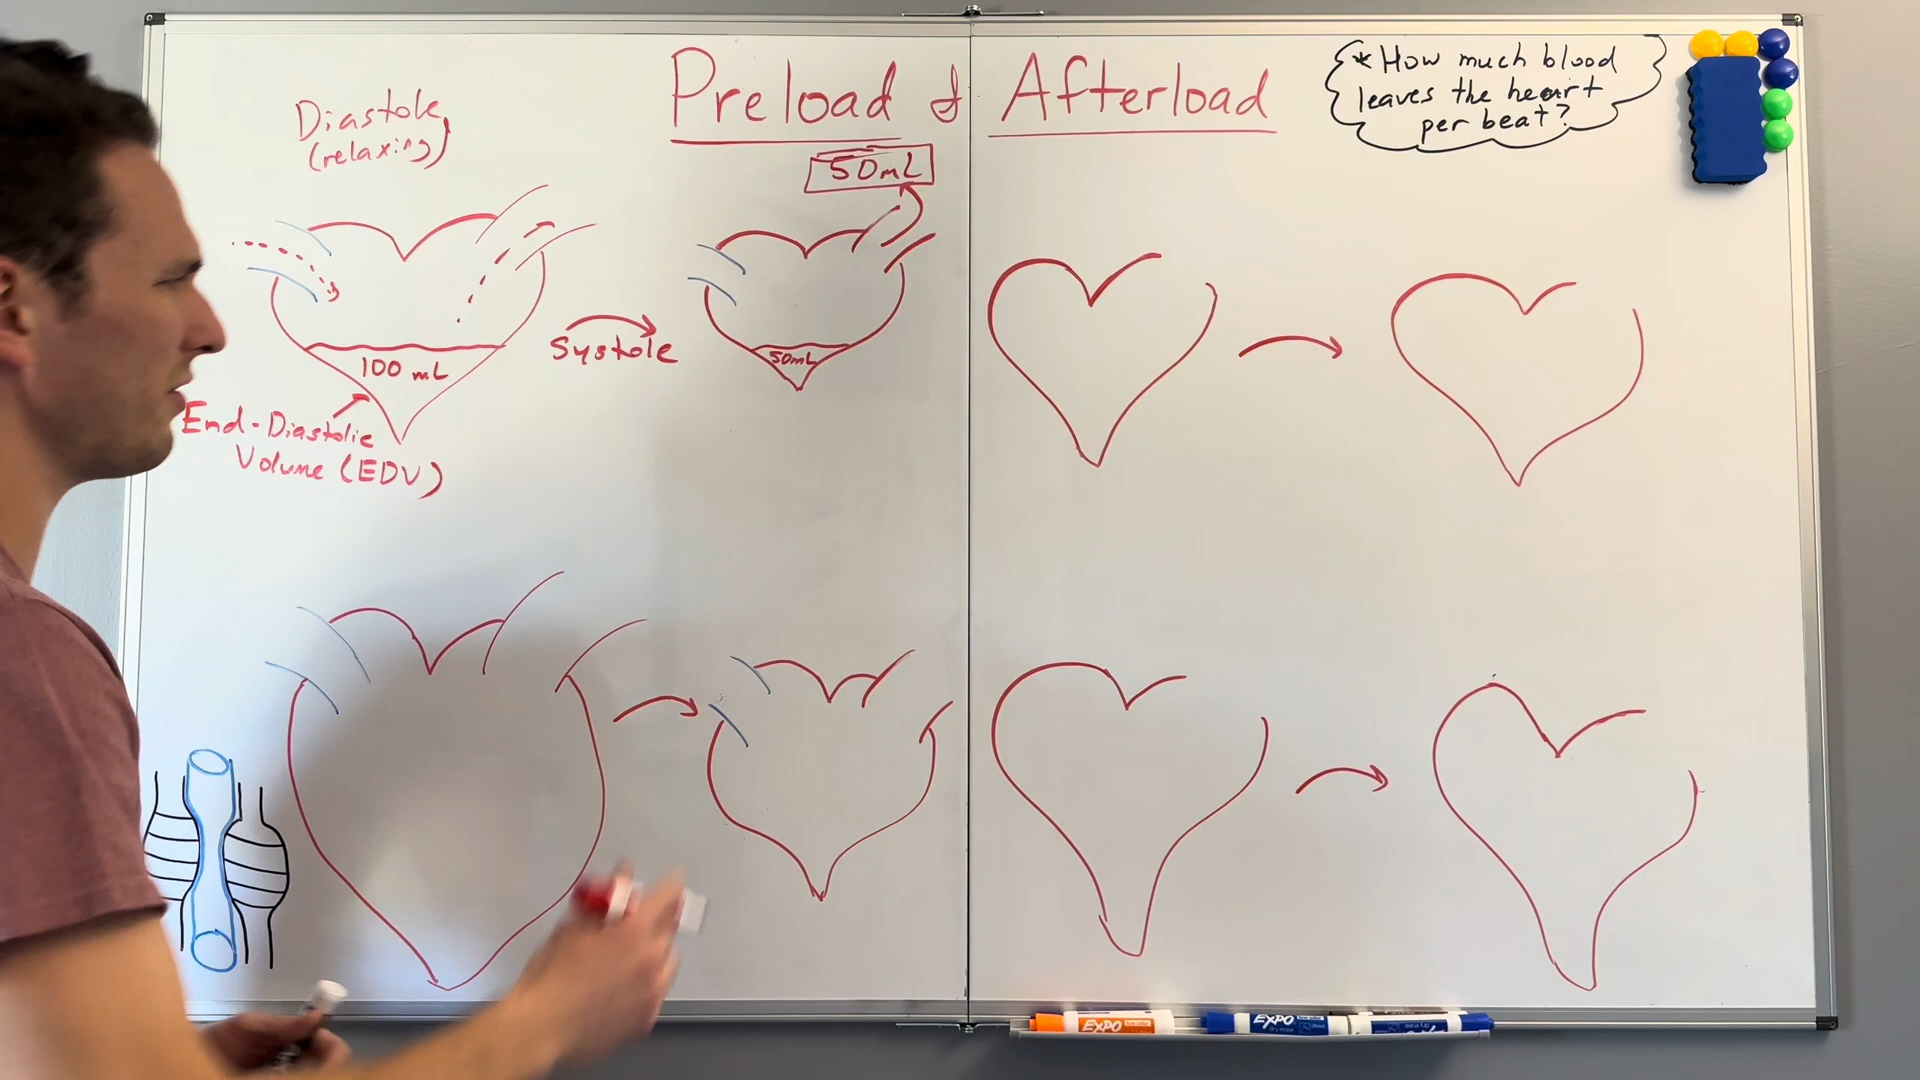 Preload & Afterload
*How much blood
leaves the heart
per beat?
Diastole
(relaxing)
50mL
100 mL
Systole
50mL
End-Diastolic
Volume (EDV)
EXPO
EXPO